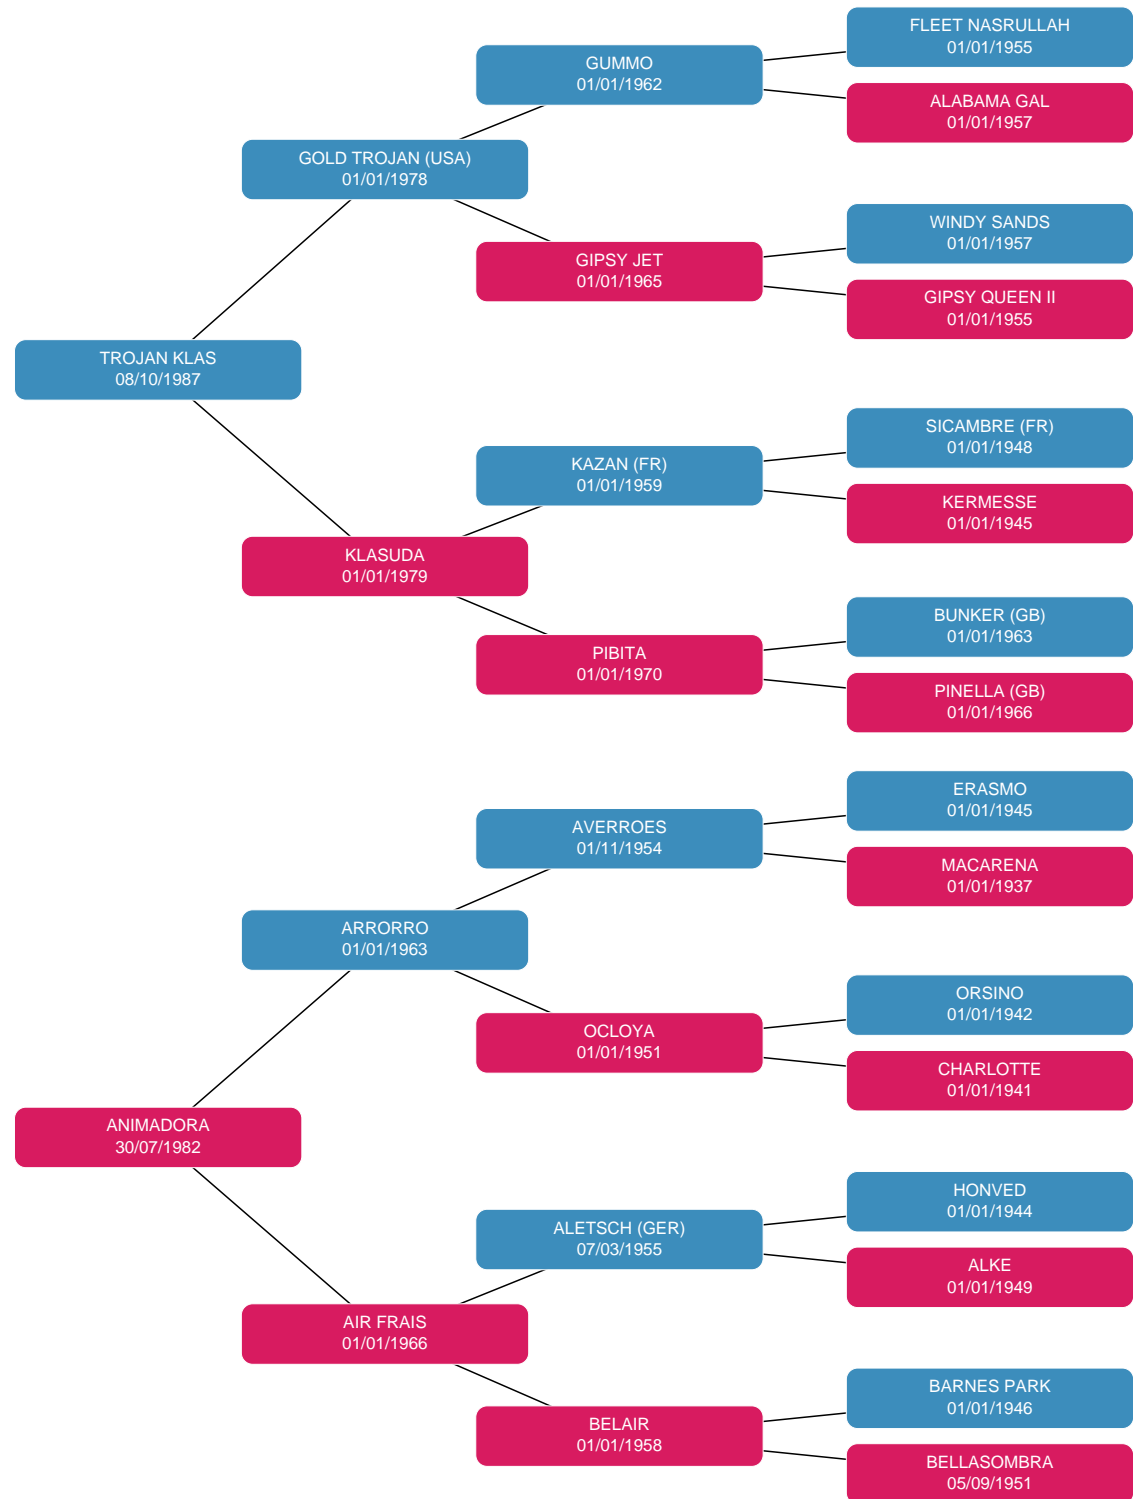 FLEET NASRULLAH
01/01/1955
GUMMO
01/01/1962
ALABAMA GAL
01/01/1957
GOLD TROJAN (USA)
01/01/1978
WINDY SANDS
01/01/1957
GIPSY JET
01/01/1965
GIPSY QUEEN II
01/01/1955
TROJAN KLAS
08/10/1987
SICAMBRE (FR)
01/01/1948
KAZAN (FR)
01/01/1959
KERMESSE
01/01/1945
KLASUDA
01/01/1979
BUNKER (GB)
01/01/1963
PIBITA
01/01/1970
PINELLA (GB)
01/01/1966
ERASMO
01/01/1945
AVERROES
01/11/1954
MACARENA
01/01/1937
ARRORRO
01/01/1963
ORSINO
01/01/1942
OCLOYA
01/01/1951
CHARLOTTE
01/01/1941
ANIMADORA
30/07/1982
HONVED
01/01/1944
ALETSCH (GER)
07/03/1955
ALKE
01/01/1949
AIR FRAIS
01/01/1966
BARNES PARK
01/01/1946
BELAIR
01/01/1958
BELLASOMBRA
05/09/1951